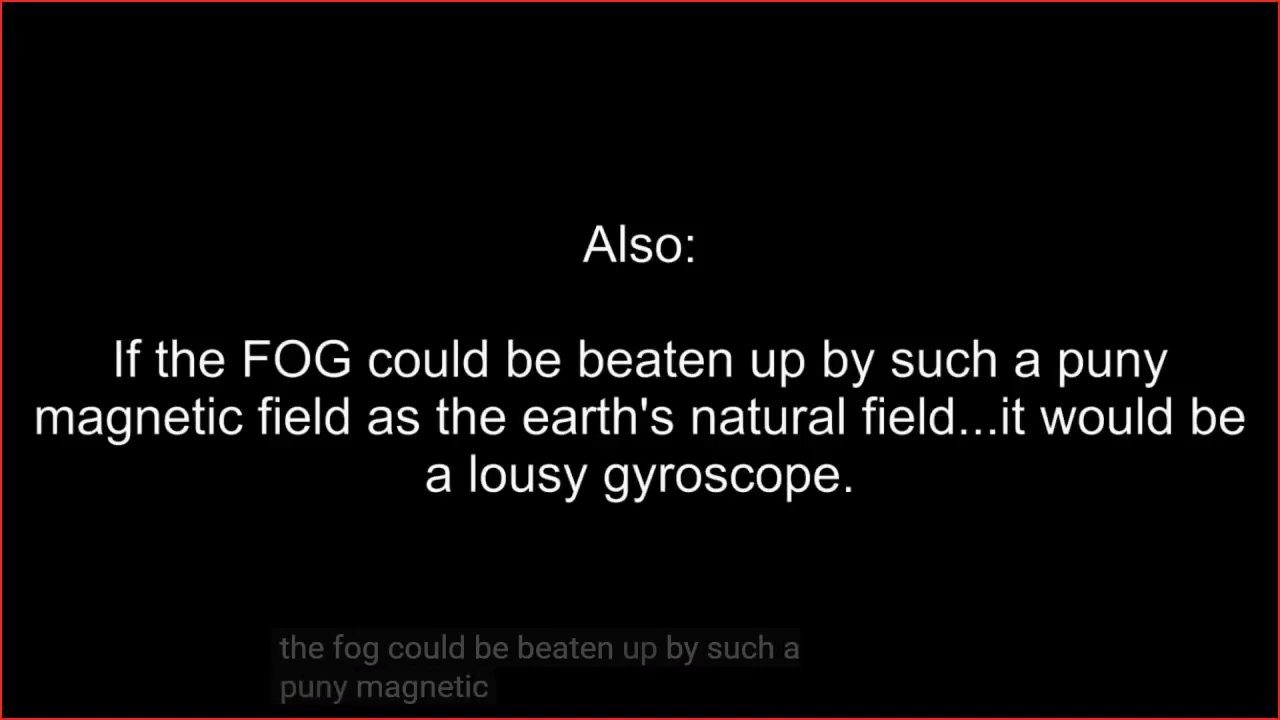 Also:
If the FOG could be beaten up by such a puny
magnetic field as the earth's natural field...it would be
a lousy gyroscope.
the fog could be beaten up by such a
puny magnetic